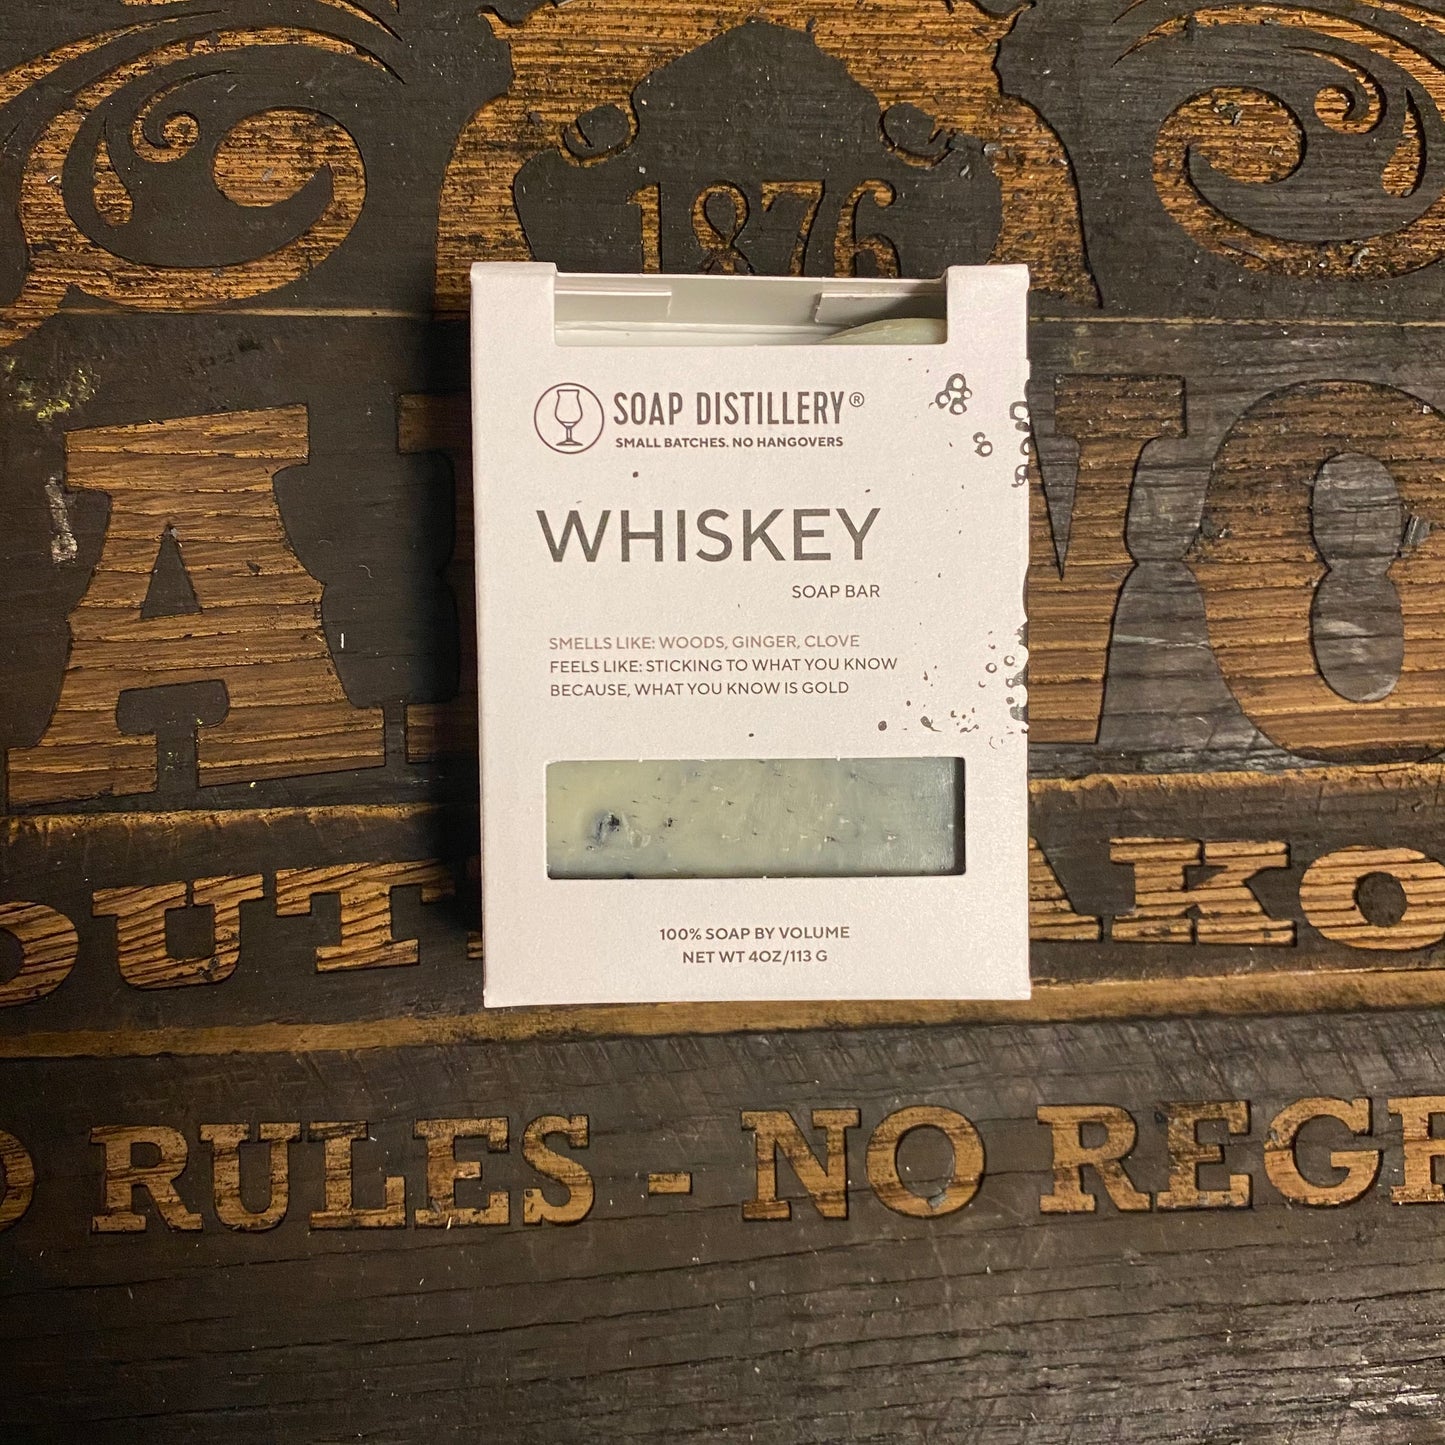 1876
SOAP DISTILLERY®
SMALL BATCHES. NO HANGOVERS
WHISKEY
SOAP BAR
SMELLS LIKE: WOODS, GINGER, CLOVE
FEELS LIKE: STICKING TO WHAT YOU KNOW
BECAUSE, WHAT YOU KNOW IS GOLD
100% SOAP BY VOLUME
NET WT 4OZ/113 G
RULES - NO